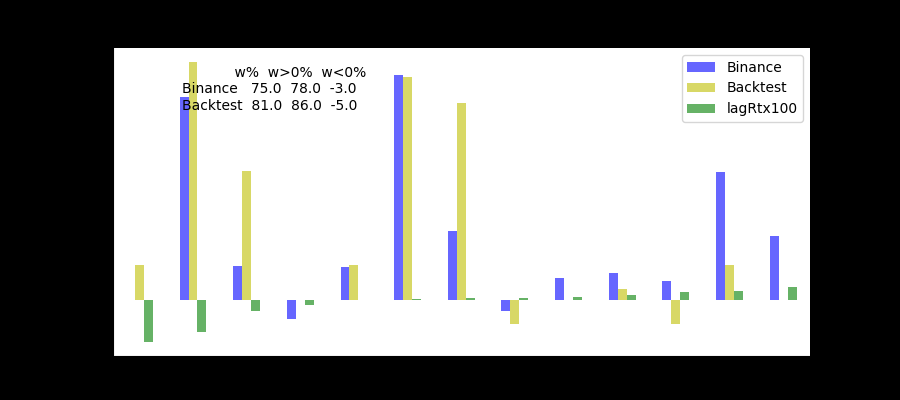 w% w>0% w<0%
Binance 75.0 78.0 -3.0
Backtest 81.0 86.0 -5.0
Binance
Backtest
lagRtx100